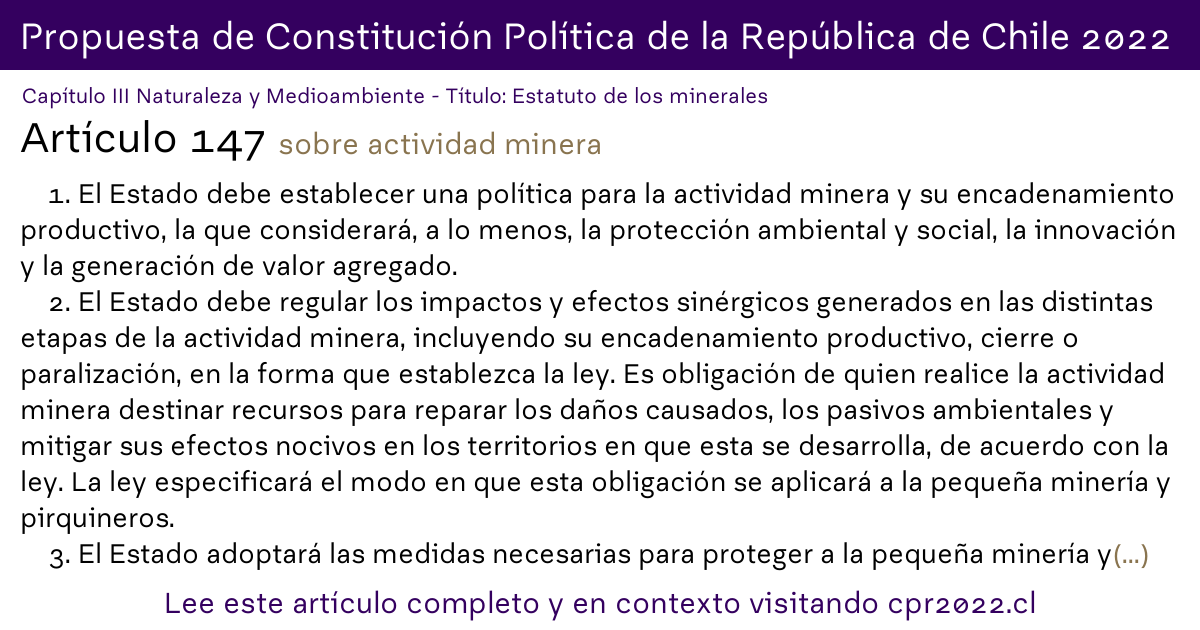 Propuesta de Constitución Política de la República de Chile 2022
Capítulo III Naturaleza y Medioambiente - Título: Estatuto de los minerales
Artículo 147 sobre actividad minera
1. El Estado debe establecer una política para la actividad minera y su encadenamiento
productivo, la que considerará, a lo menos, la protección ambiental y social, la innovación
y la generación de valor agregado.
2. El Estado debe regular los impactos y efectos sinérgicos generados en las distintas
etapas de la actividad minera, incluyendo su encadenamiento productivo, cierre o
paralización, en la forma que establezca la ley. Es obligación de quien realice la actividad
minera destinar recursos para reparar los daños causados, los pasivos ambientales y
mitigar sus efectos nocivos en los territorios en que esta se desarrolla, de acuerdo con la
ley. La ley especificará el modo en que esta obligación se aplicará a la pequeña minería y
pirquineros.
3. El Estado adoptará las medidas necesarias para proteger a la pequeña minería y(...)
Lee este artículo completo y en contexto visitando cpr2022.cl